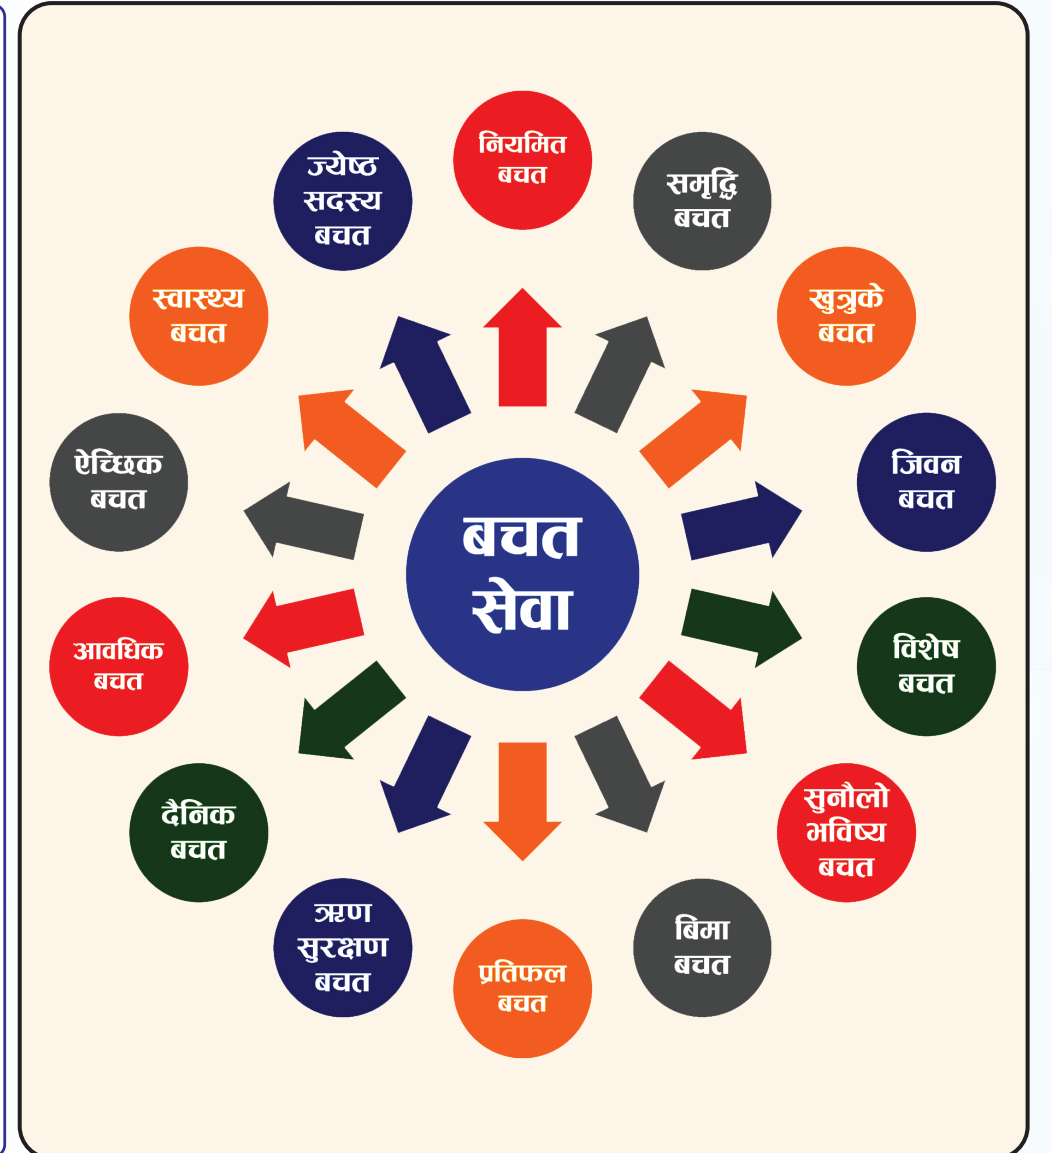 बचत
सेवा
नियमित
बचत
समृद्धि
बचत
खुत्रुके
बचत
जिवन
बचत
विशेष
बचत
सुनौलो
भविष्य
बचत
बिमा
बचत
प्रतिफल
बचत
ऋण
सुरक्षण
बचत
दैनिक
बचत
आवधिक
बचत
ऐच्छिक
बचत
स्वास्थ्य
बचत
ज्येष्ठ
सदस्य
बचत